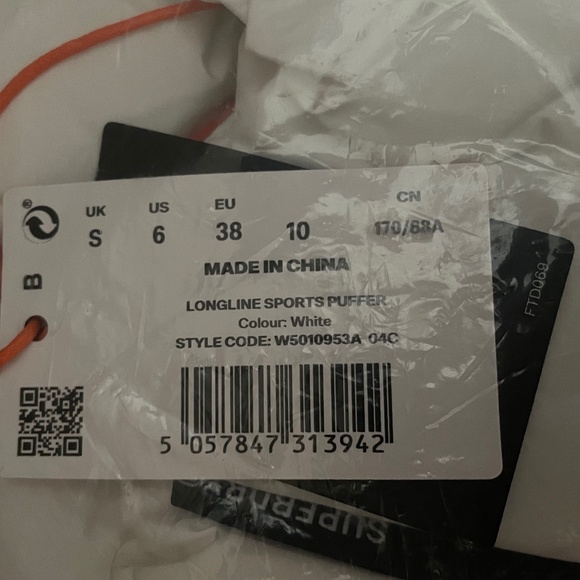 UK US EU CN
S 6 38 10 170/88A
B
MADE IN CHINA
LONGLINE SPORTS PUFFER
Colour: White
STYLE CODE: W5010953A 04C
5 057847 313942
FTD069
SUPERDRY